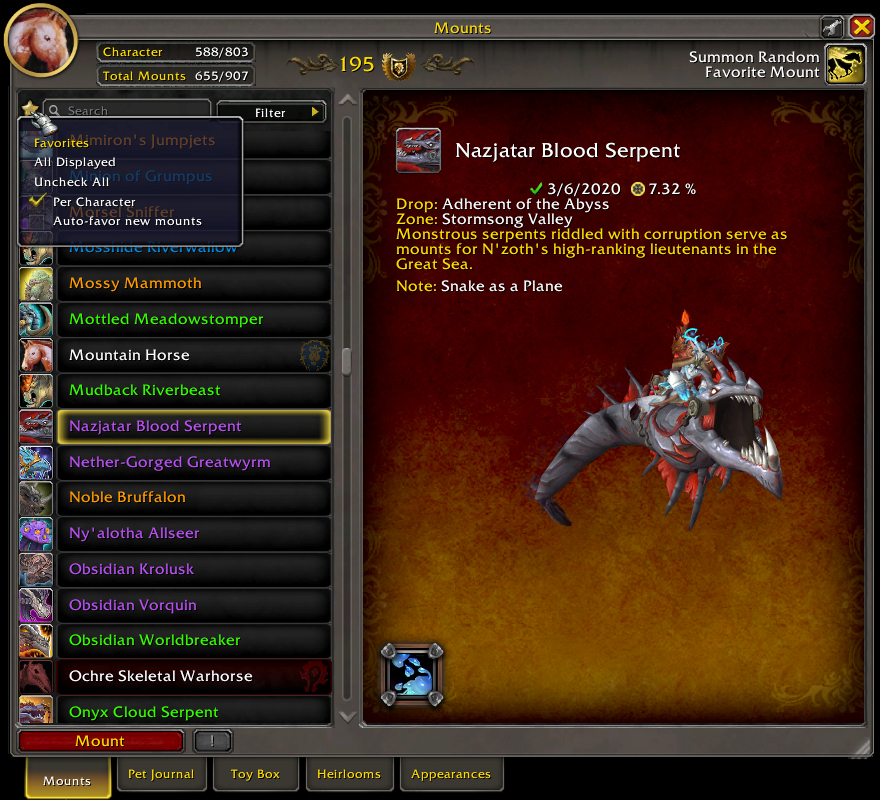 Mounts
Character 588/803
Total Mounts 655/907
195
Summon Random
Favorite Mount
Search
Filter
Favorites
All Displayed
Uncheck All
Per Character
Auto-favor new mounts
Mimiron's Jumpjets
Minion of Grumpus
Morsel Sniffer
Mosshide Riverwallow
Mossy Mammoth
Mottled Meadowstomper
Mountain Horse
Mudback Riverbeast
Nazjatar Blood Serpent
Nether-Gorged Greatwyrm
Noble Bruffalon
Ny'alotha Allseer
Obsidian Krolusk
Obsidian Vorquin
Obsidian Worldbreaker
Ochre Skeletal Warhorse
Onyx Cloud Serpent
Nazjatar Blood Serpent
3/6/2020 7.32 %
Drop: Adherent of the Abyss
Zone: Stormsong Valley
Monstrous serpents riddled with corruption serve as
mounts for N'zoth's high-ranking lieutenants in the
Great Sea.
Note: Snake as a Plane
Mount
!
Mounts
Pet Journal
Toy Box
Heirlooms
Appearances